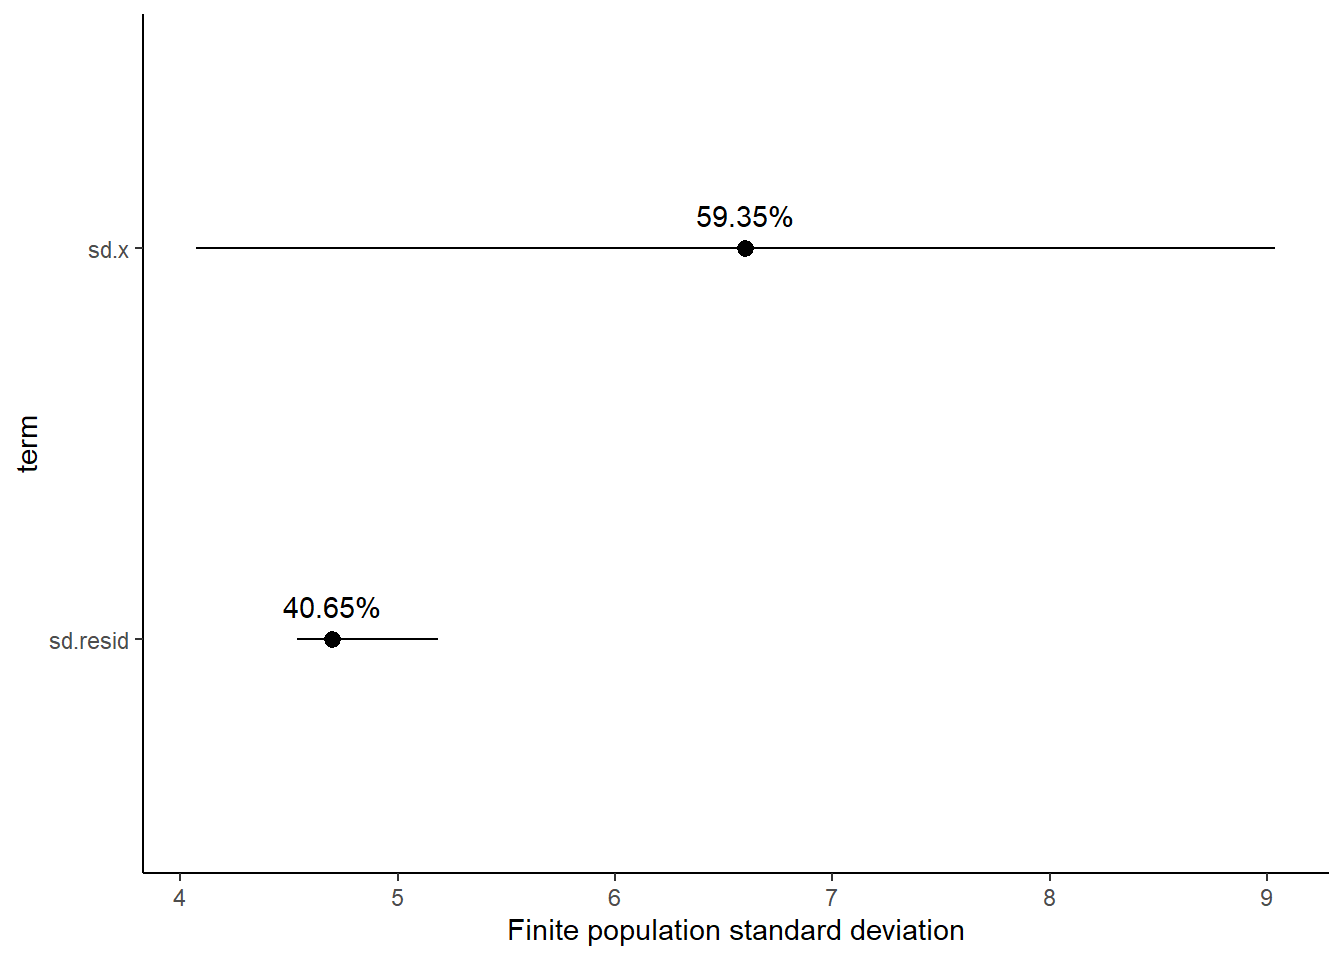 59.35%
sd.x
term
40.65%
sd.resid
4 5 6 7 8 9
Finite population standard deviation